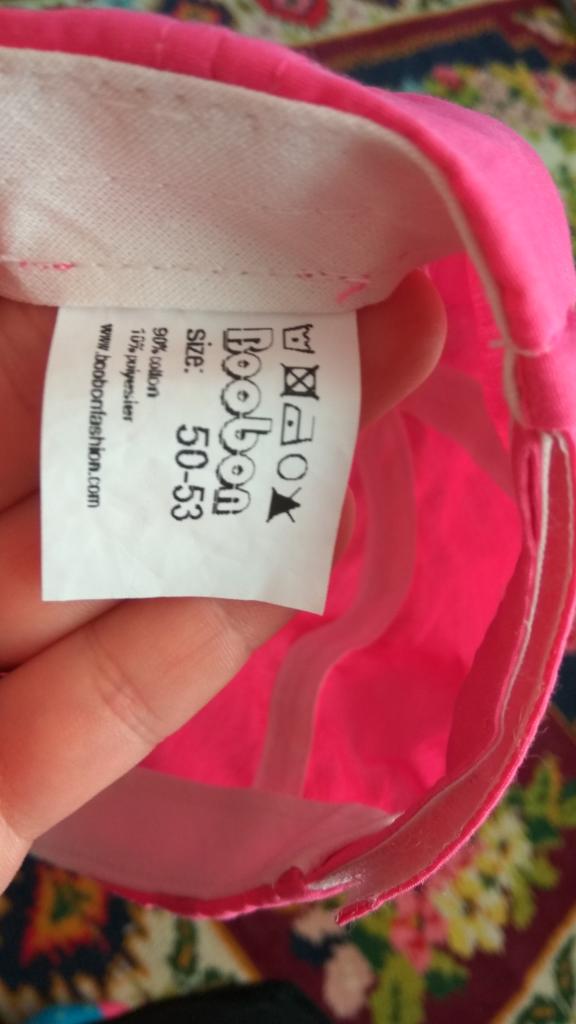 Boobon
size: 50-53
90% cotton
10% polyester
www.boobonfashion.com